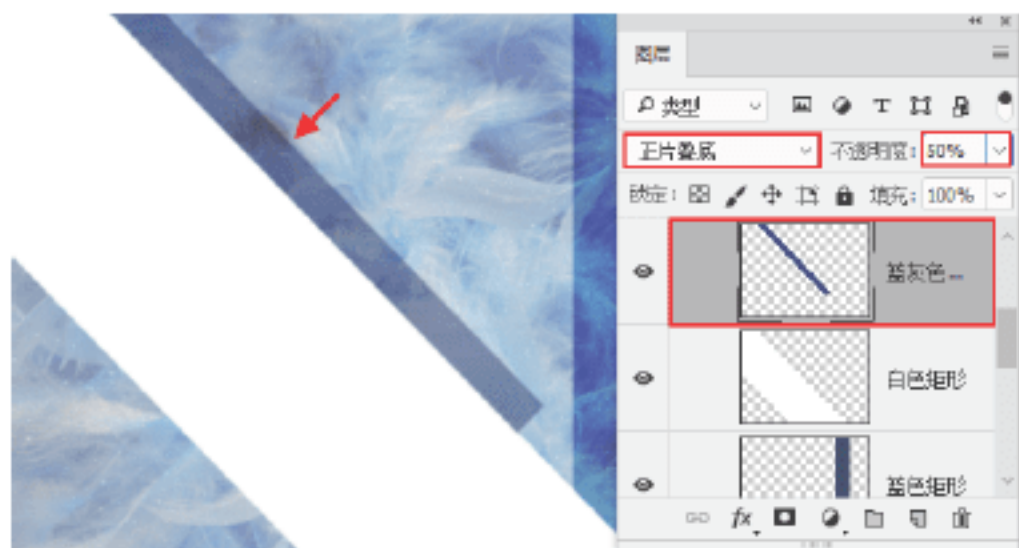 图层
类型
正片叠底 不透明度: 50%
锁定: 填充: 100%
蓝灰色...
白色矩形
蓝色矩形
fx